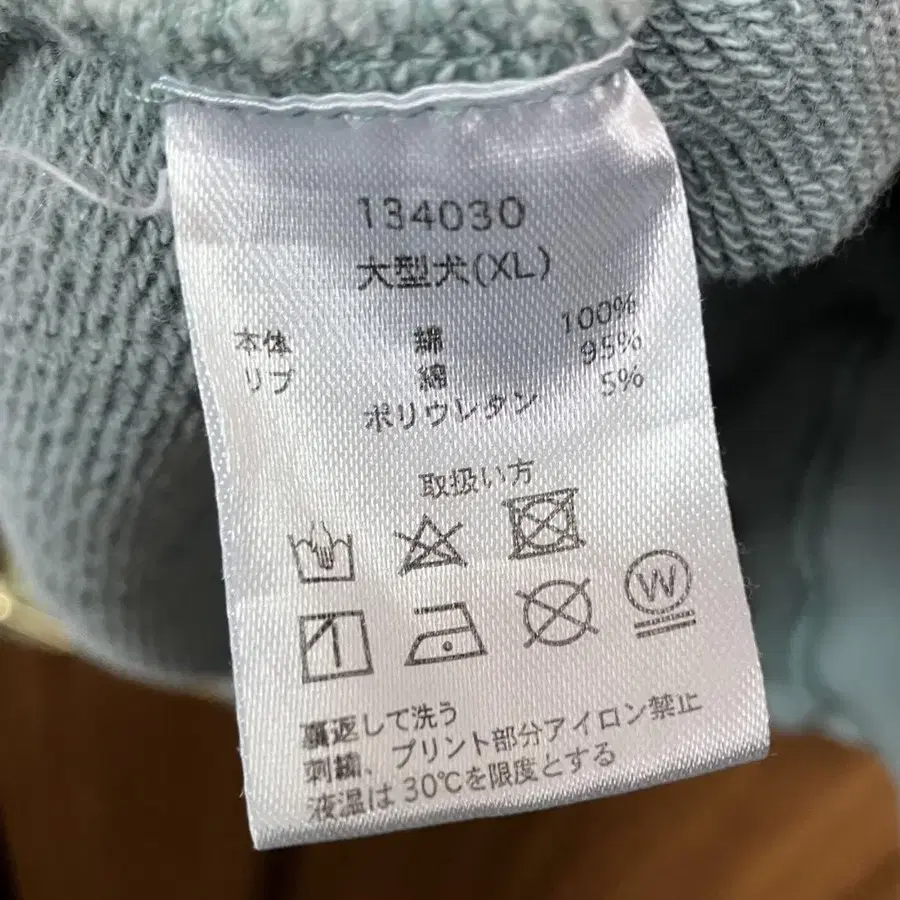 134030
大型犬(XL)
本体 綿 100%
リブ 綿 95%
ポリウレタン 5%
取扱い方
W
裏返して洗う
刺繍、プリント部分アイロン禁止
液温は30℃を限度とする